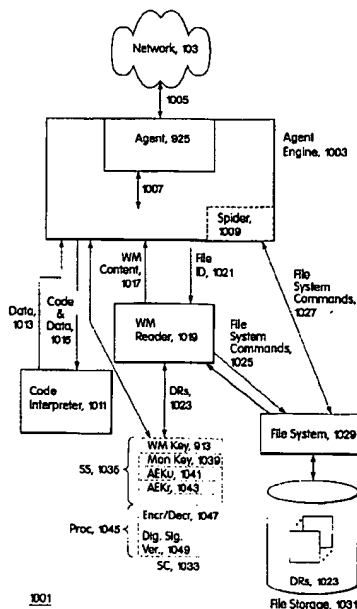 Network, 103
1005
Agent, 925
Agent
Engine, 1003
1007
Spider,
1009
WM
Content,
1017
File
ID, 1021
Data,
1013
Code
&
Data,
1015
File
System
Commands,
1027
WM
Reader, 1019
File
System
Commands,
1025
Code
Interpreter, 1011
DRs,
1023
File System, 1029
WM Key, 913
SS, 1035
Mon Key, 1039
AEKu, 1041
AEKr, 1043
Encr/Decr, 1047
Proc, 1045
Dig. Sig.
Ver., 1049
SC, 1033
DRs, 1023
File Storage, 1031
1001